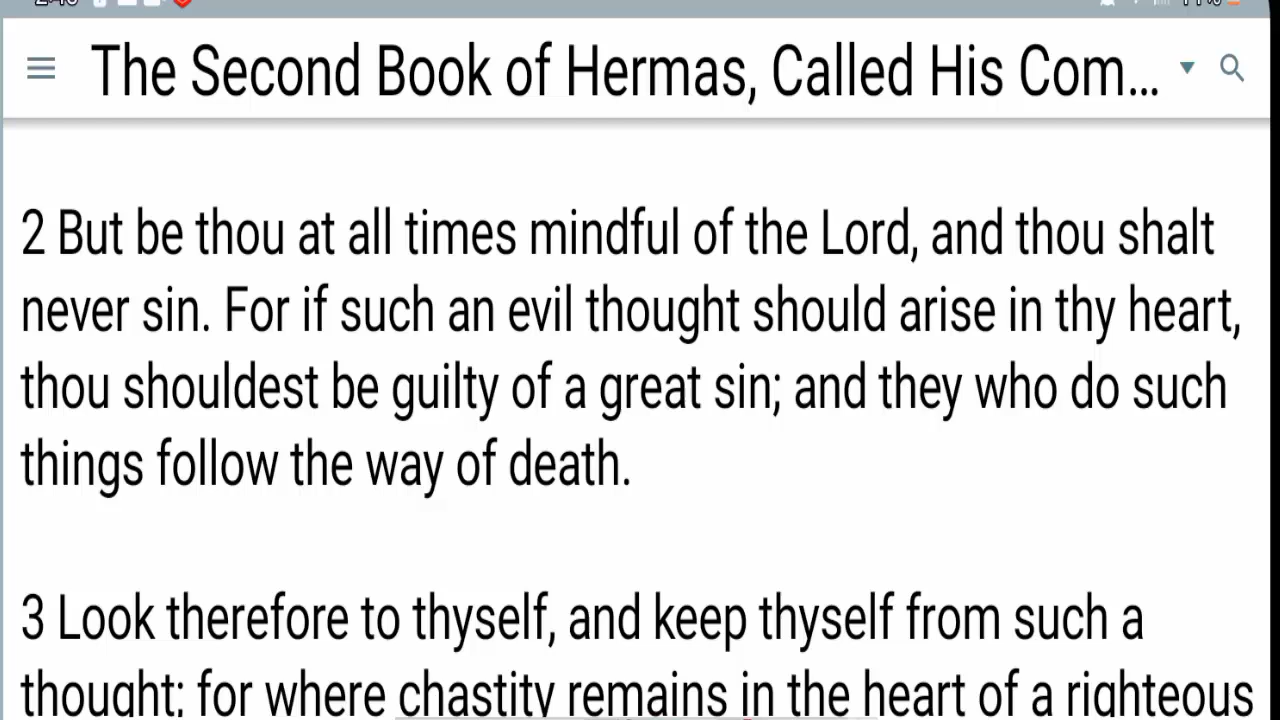 The Second Book of Hermas, Called His Com...
2 But be thou at all times mindful of the Lord, and thou shalt
never sin. For if such an evil thought should arise in thy heart,
thou shouldest be guilty of a great sin; and they who do such
things follow the way of death.
3 Look therefore to thyself, and keep thyself from such a
thought; for where chastity remains in the heart of a righteous